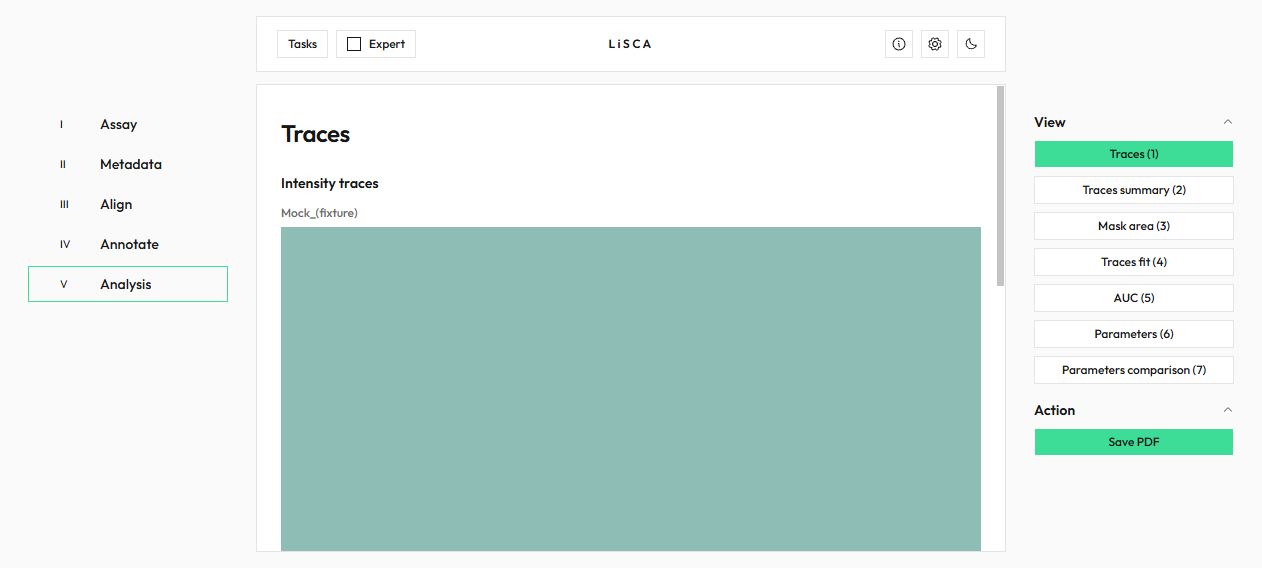 Tasks
Expert
LiSCA
I Assay
II Metadata
III Align
IV Annotate
V Analysis
Traces
Intensity traces
Mock_(fixture)
View
Traces (1)
Traces summary (2)
Mask area (3)
Traces fit (4)
AUC (5)
Parameters (6)
Parameters comparison (7)
Action
Save PDF